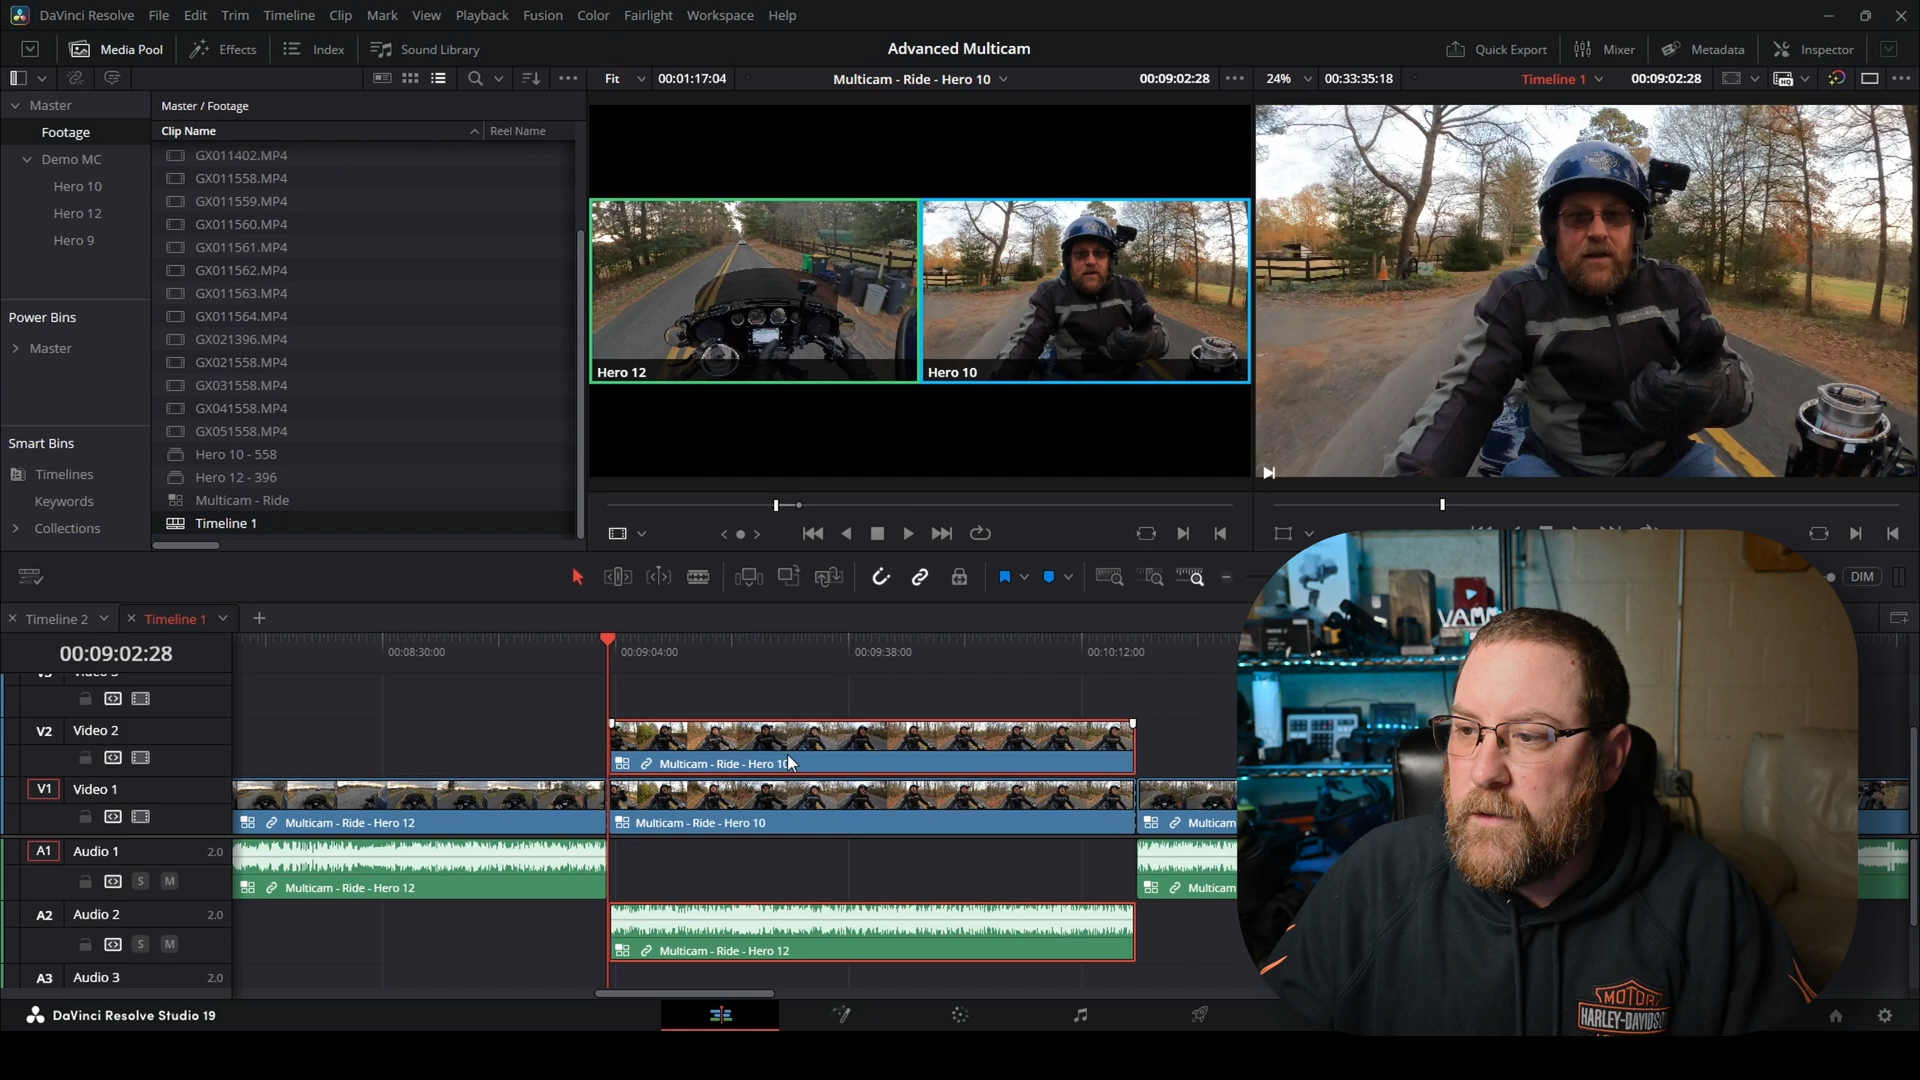 DaVinci Resolve File Edit Trim Timeline Clip Mark View Playback Fusion Color Fairlight Workspace Help
Media Pool Effects Index Sound Library Advanced Multicam Quick Export Mixer Metadata Inspector
Fit 00:01:17:04 Multicam - Ride - Hero 10 00:09:02:28 24% 00:33:35:18 Timeline 1 00:09:02:28
Master
Footage
Demo MC
Hero 10
Hero 12
Hero 9
Power Bins
Master
Smart Bins
Timelines
Keywords
Collections
Master / Footage
Clip Name Reel Name
GX011402.MP4
GX011558.MP4
GX011559.MP4
GX011560.MP4
GX011561.MP4
GX011562.MP4
GX011563.MP4
GX011564.MP4
GX021396.MP4
GX021558.MP4
GX031558.MP4
GX041558.MP4
GX051558.MP4
Hero 10 - 558
Hero 12 - 396
Multicam - Ride
Timeline 1
Hero 12
Hero 10
DIM
Timeline 2 Timeline 1
00:09:02:28 00:08:30:00 00:09:04:00 00:09:38:00 00:10:12:00
V2 Video 2
Multicam - Ride - Hero 10
V1 Video 1
Multicam - Ride - Hero 12 Multicam - Ride - Hero 10 Multicam
A1 Audio 1 2.0
S M
Multicam - Ride - Hero 12 Multicam
A2 Audio 2 2.0
S M
Multicam - Ride - Hero 12
A3 Audio 3 2.0
DaVinci Resolve Studio 19
VAMM
MOTOR
HARLEY-DAVIDSO